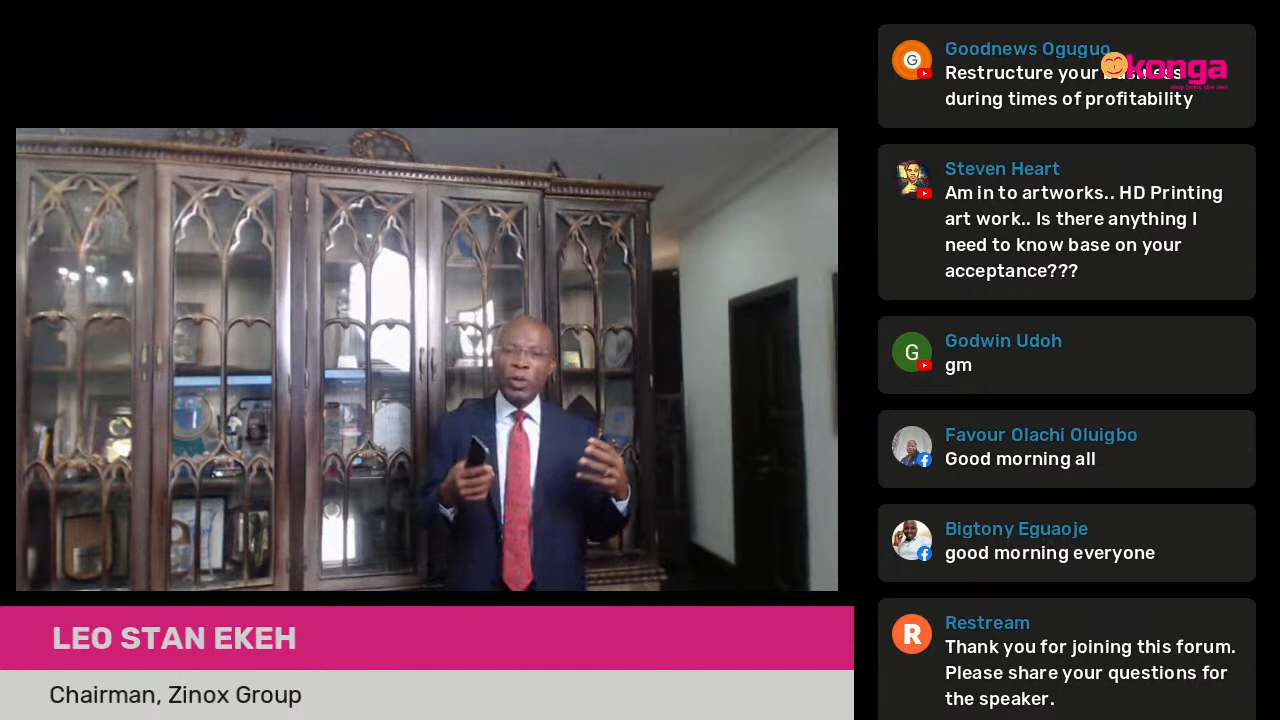 LEO STAN EKEH
Chairman, Zinox Group
Goodnews Oguguo
Restructure your business
during times of profitability
konga
Steven Heart
Am in to artworks.. HD Printing
art work.. Is there anything I
need to know base on your
acceptance???
G
Godwin Udoh
gm
Favour Olachi Oluigbo
Good morning all
Bigtony Eguaoje
good morning everyone
R
Restream
Thank you for joining this forum.
Please share your questions for
the speaker.